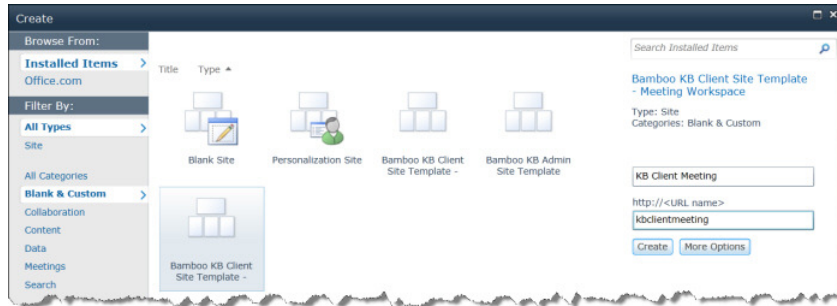 Create
Browse From:
Installed Items
Office.com
Filter By:
All Types
Site
All Categories
Blank & Custom
Collaboration
Content
Data
Meetings
Search
Title Type
Blank Site
Personalization Site
Bamboo KB Client
Site Template -
Bamboo KB Admin
Site Template
Bamboo KB Client
Site Template -
Search Installed Items
Bamboo KB Client Site Template
- Meeting Workspace
Type: Site
Categories: Blank & Custom
KB Client Meeting
http://<URL name>
kbclientmeeting
Create More Options